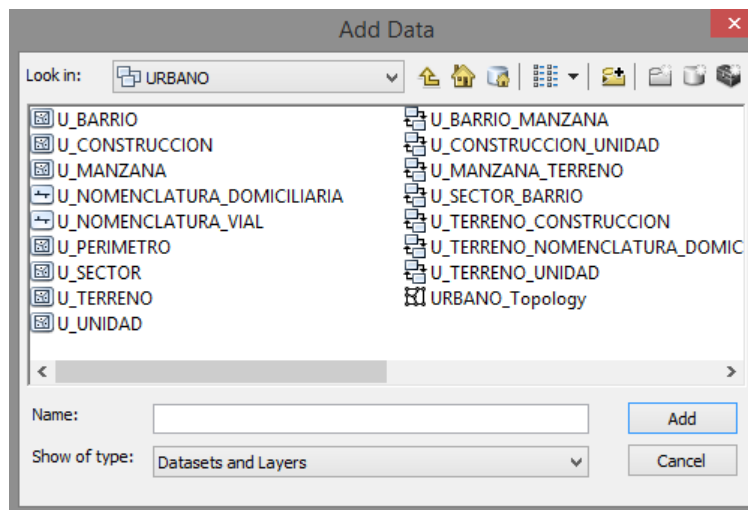 Add Data
Look in: URBANO
U_BARRIO
U_CONSTRUCCION
U_MANZANA
U_NOMENCLATURA_DOMICILIARIA
U_NOMENCLATURA_VIAL
U_PERIMETRO
U_SECTOR
U_TERRENO
U_UNIDAD
U_BARRIO_MANZANA
U_CONSTRUCCION_UNIDAD
U_MANZANA_TERRENO
U_SECTOR_BARRIO
U_TERRENO_CONSTRUCCION
U_TERRENO_NOMENCLATURA_DOMIC
U_TERRENO_UNIDAD
URBANO_Topology
Name:
Add
Show of type: Datasets and Layers
Cancel